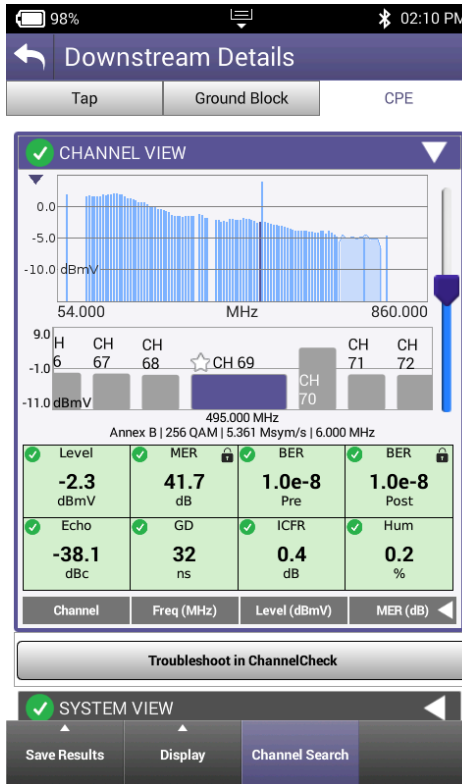 98% 02:10 PM
Downstream Details
Tap Ground Block CPE
CHANNEL VIEW
0.0
-5.0
-10.0 dBmV
54.000 MHz 860.000
9.0
H CH CH CH CH
6 67 68 CH 69 71 72
-1.0
CH
70
-11.0 dBmV
495.000 MHz
Annex B | 256 QAM | 5.361 Msym/s | 6.000 MHz
Level MER BER BER
-2.3 41.7 1.0e-8 1.0e-8
dBmV dB Pre Post
Echo GD ICFR Hum
-38.1 32 0.4 0.2
dBc ns dB %
Channel Freq (MHz) Level (dBmV) MER (dB)
Troubleshoot in ChannelCheck
SYSTEM VIEW
Save Results Display Channel Search